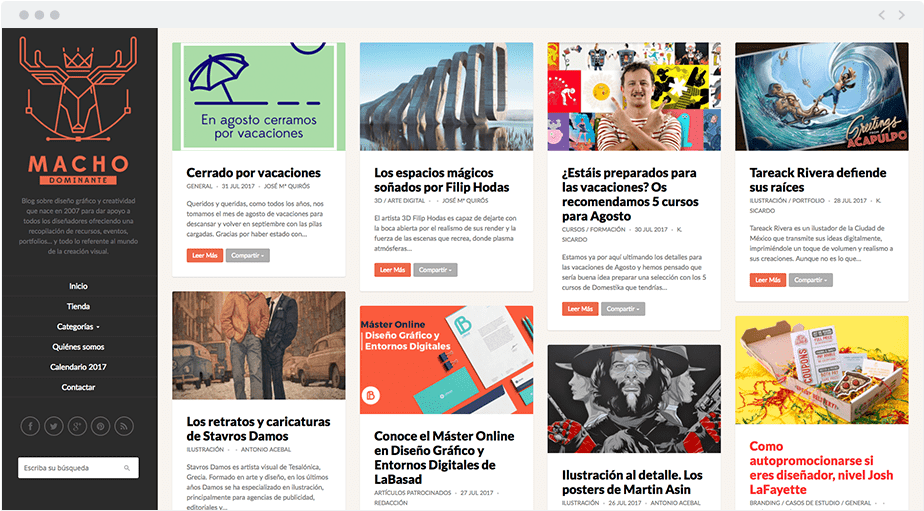 MACHO
DOMINANTE
Blog sobre diseño gráfico y creatividad
que nace en 2007 para dar apoyo a
todos los diseñadores ofreciendo una
recopilación de recursos, eventos,
portfolios... y todo lo referente al mundo
de la creación visual.
Inicio
Tienda
Categorías
Quiénes somos
Calendario 2017
Contactar
Escriba su búsqueda
En agosto cerramos
por vacaciones
Cerrado por vacaciones
GENERAL - 31 JUL 2017 - JOSÉ Mª QUIRÓS
Queridos y queridas, como todos los años, nos
tomamos el mes de agosto de vacaciones para
descansar y volver en septiembre con las pilas
cargadas. Gracias por haber estado con...
Leer Más
Compartir
Los retratos y caricaturas
de Stavros Damos
ILUSTRACIÓN - - ANTONIO ACEBAL
Stavros Damos es artista visual de Tesalónica,
Grecia. Formado en arte y diseño, en los últimos
años Damos se ha especializado en ilustración,
principalmente para agencias de publicidad,
editoriales y...
Los espacios mágicos
soñados por Filip Hodas
3D / ARTE DIGITAL - - JOSÉ Mª QUIRÓS
El artista 3D Filip Hodas es capaz de dejarte con
la boca abierta por el realismo de sus render y la
fuerza de las escenas que recrea, donde plasma
atmósferas...
Leer Más
Compartir
Máster Online
Diseño Gráfico y
Entornos Digitales
Conoce el Máster Online
en Diseño Gráfico y
Entornos Digitales de
LaBasad
ARTÍCULOS PATROCINADOS - 27 JUL 2017 -
REDACCIÓN
¿Estáis preparados para
las vacaciones? Os
recomendamos 5 cursos
para Agosto
CURSOS / FORMACIÓN - 30 JUL 2017 - K.
SICARDO
Estamos ya por aquí ultimando los detalles para
las vacaciones de Agosto y hemos pensado que
sería buena idea preparar una selección con los 5
cursos de Domestika que tendrías...
Leer Más
Compartir
Ilustración al detalle. Los
posters de Martin Asin
ILUSTRACIÓN - 26 JUL 2017 - ANTONIO ACEBAL
Greetings
FROM
ACAPULCO
Tareack Rivera defiende
sus raíces
ILUSTRACIÓN / PORTFOLIO - 28 JUL 2017 - K.
SICARDO
Tareack Rivera es un ilustador de la Ciudad de
México que transmite sus ideas digitalmente,
imprimiéndole un toque de volumen y realismo a
sus creaciones. Aunque no es lo que...
Leer Más
Compartir
COUPONS
Como
autopromocionarse si
eres diseñador, nivel Josh
LaFayette
BRANDING / CASOS DE ESTUDIO / GENERAL - -